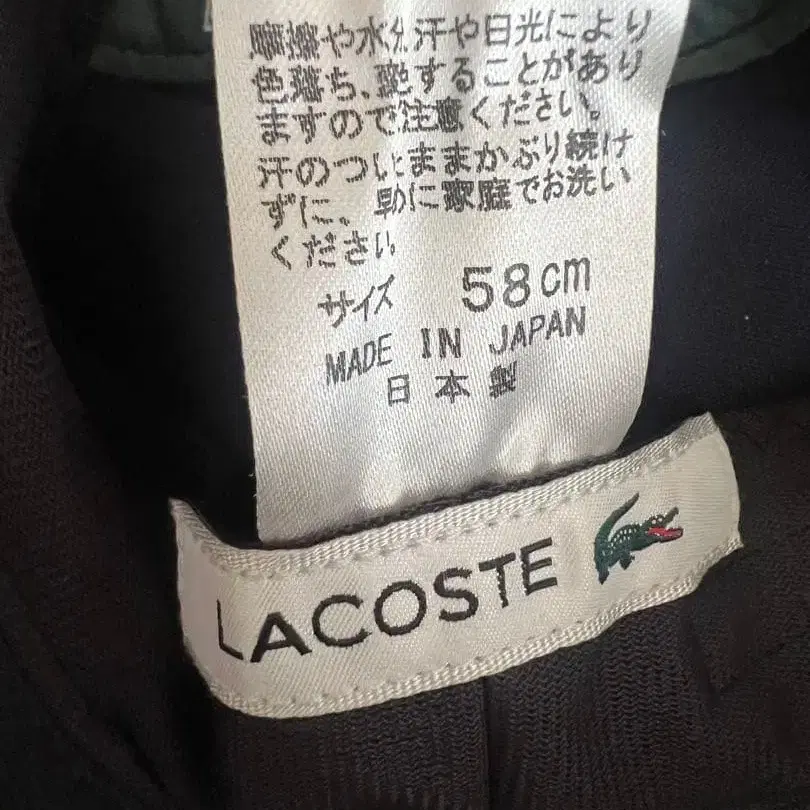 摩擦や水分、汗や日光により
色落ち、変することがあり
ますので注意ください。
汗のついたままかぶり続け
ずに、早めに家庭でお洗い
ください
サイズ 58cm
MADE IN JAPAN
日本製
LACOSTE